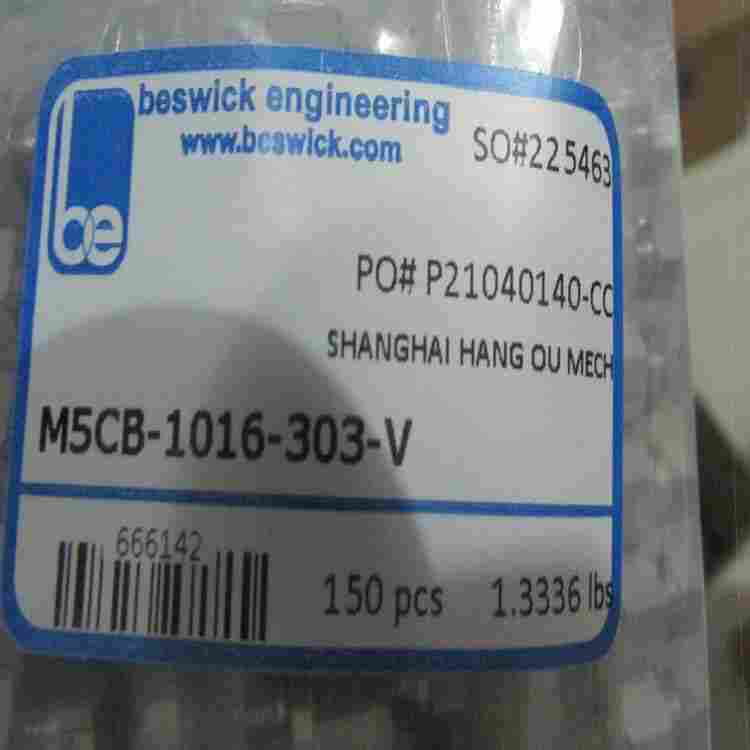 be
beswick engineering
www.beswick.com
SO#225463
PO# P21040140-CC
SHANGHAI HANG OU MECH
M5CB-1016-303-V
666142
150 pcs 1.3336 lbs